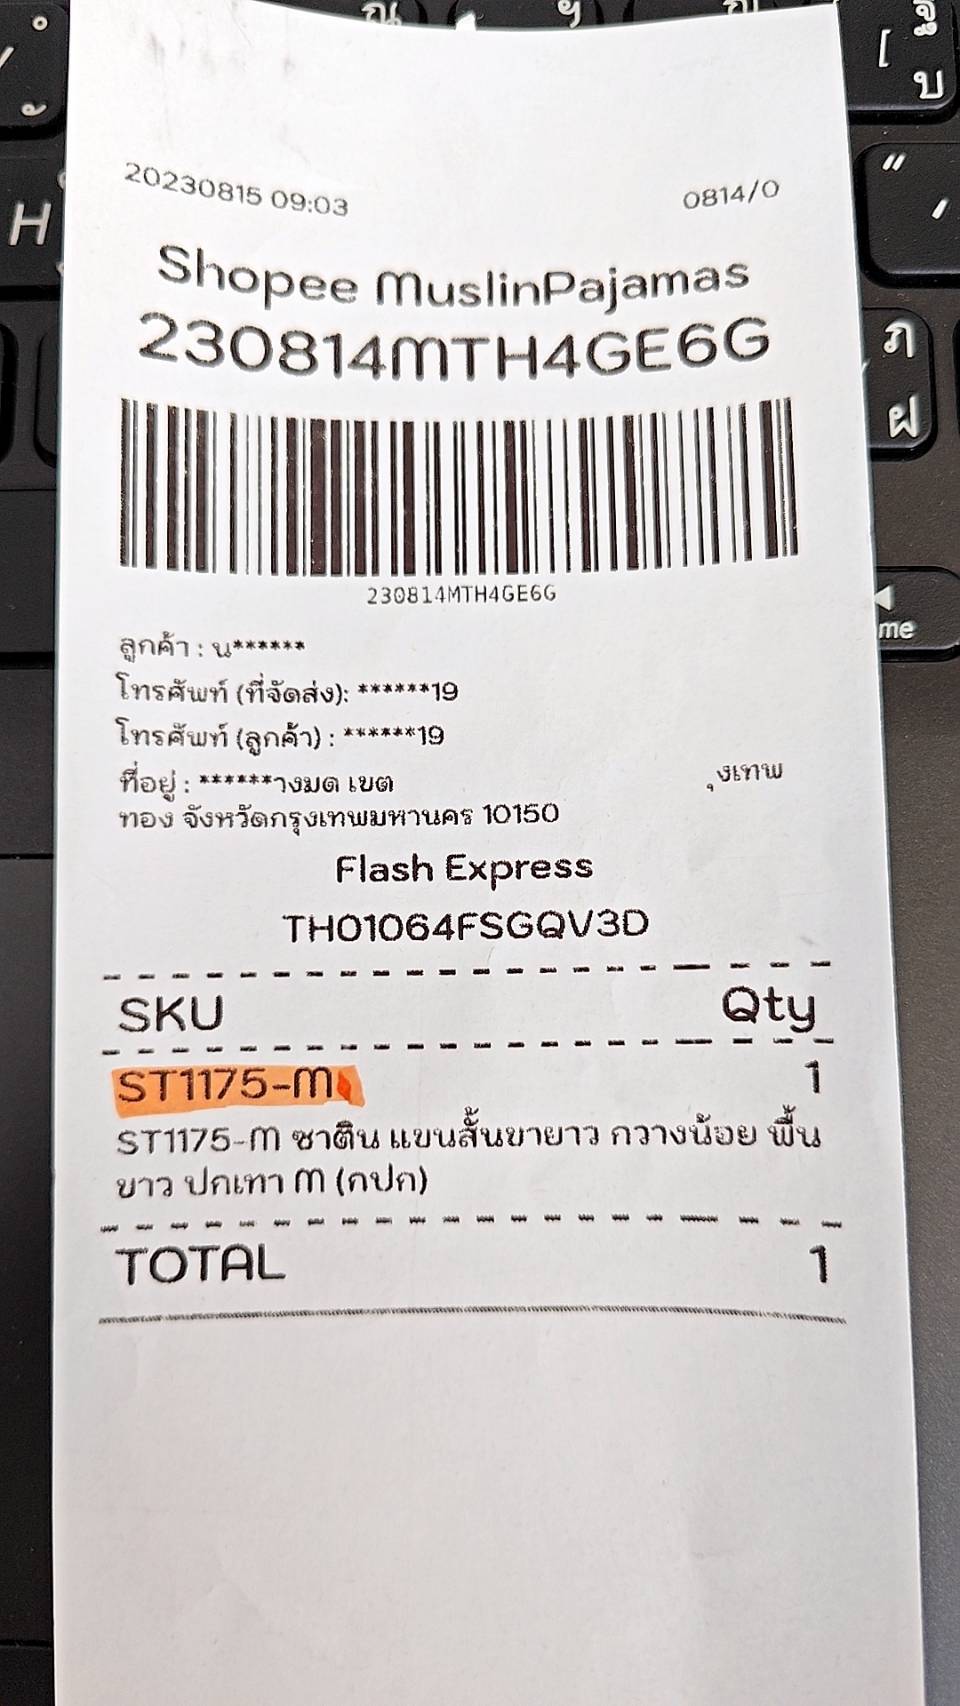 20230815 09:03 0814/0
Shopee MuslinPajamas
230814MTH4GE6G
230814MTH4GE6G
ลูกค้า : น******
โทรศัพท์ (ที่จัดส่ง): ******19
โทรศัพท์ (ลูกค้า) : ******19
ที่อยู่ : ******างมด เขต ุงเทพ
ทอง จังหวัดกรุงเทพมหานคร 10150
Flash Express
TH01064FSGQV3D
SKU Qty
ST1175-M 1
ST1175-M ซาติน แขนสั้นขายาว กวางน้อย พื้น
ขาว ปกเทา M (กปก)
TOTAL 1
H
[
บ
"
ภ
ฝ
me